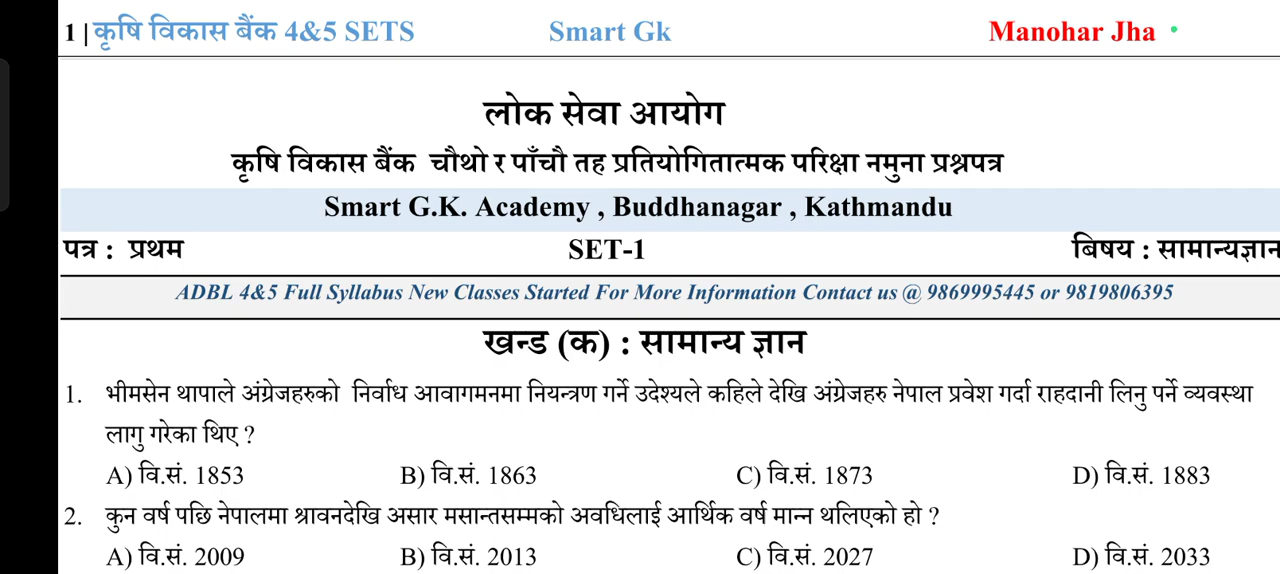 1 | कृषि विकास बैंक 4&5 SETS Smart Gk Manohar Jha
लोक सेवा आयोग
कृषि विकास बैंक चौथो र पाँचौ तह प्रतियोगितात्मक परिक्षा नमुना प्रश्नपत्र
Smart G.K. Academy , Buddhanagar , Kathmandu
पत्र : प्रथम SET-1 बिषय : सामान्यज्ञान
ADBL 4&5 Full Syllabus New Classes Started For More Information Contact us @ 9869995445 or 9819806395
खन्ड (क) : सामान्य ज्ञान
1. भीमसेन थापाले अंग्रेजहरुको निर्वाध आवागमनमा नियन्त्रण गर्ने उदेश्यले कहिले देखि अंग्रेजहरु नेपाल प्रवेश गर्दा राहदानी लिनु पर्ने व्यवस्था
लागु गरेका थिए ?
A) वि.सं. 1853 B) वि.सं. 1863 C) वि.सं. 1873 D) वि.सं. 1883
2. कुन वर्ष पछि नेपालमा श्रावनदेखि असार मसान्तसम्मको अवधिलाई आर्थिक वर्ष मान्न थलिएको हो ?
A) वि.सं. 2009 B) वि.सं. 2013 C) वि.सं. 2027 D) वि.सं. 2033